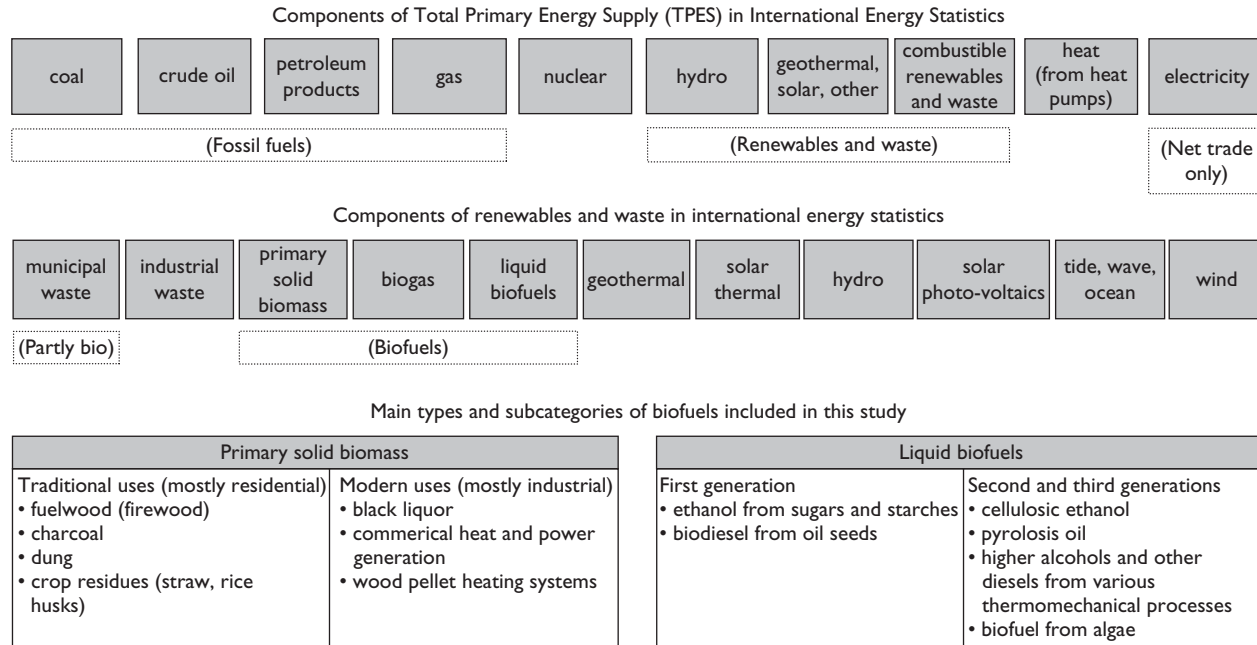 Components of Total Primary Energy Supply (TPES) in International Energy Statistics
coal
crude oil
petroleum
products
gas
nuclear
hydro
geothermal,
solar, other
combustible
renewables
and waste
heat
(from heat
pumps)
electricity
(Fossil fuels)
(Renewables and waste)
(Net trade
only)
Components of renewables and waste in international energy statistics
municipal
waste
industrial
waste
primary
solid
biomass
biogas
liquid
biofuels
geothermal
solar
thermal
hydro
solar
photo-voltaics
tide, wave,
ocean
wind
(Partly bio)
(Biofuels)
Main types and subcategories of biofuels included in this study
Primary solid biomass
Traditional uses (mostly residential)
• fuelwood (firewood)
• charcoal
• dung
• crop residues (straw, rice
husks)
Modern uses (mostly industrial)
• black liquor
• commerical heat and power
generation
• wood pellet heating systems
Liquid biofuels
First generation
• ethanol from sugars and starches
• biodiesel from oil seeds
Second and third generations
• cellulosic ethanol
• pyrolosis oil
• higher alcohols and other
diesels from various
thermomechanical processes
• biofuel from algae